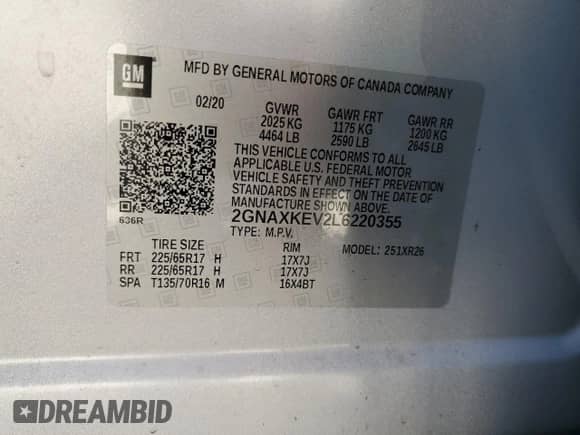 GM
MFD BY GENERAL MOTORS OF CANADA COMPANY
02/20 GVWR GAWR FRT GAWR RR
2025 KG 1175 KG 1200 KG
4464 LB 2590 LB 2645 LB
THIS VEHICLE CONFORMS TO ALL
APPLICABLE U.S. FEDERAL MOTOR
VEHICLE SAFETY AND THEFT PREVENTION
STANDARDS IN EFFECT ON THE DATE OF
MANUFACTURE SHOWN ABOVE.
636R 2GNAXKEV2L6220355
TYPE: M.P.V. MODEL: 251XR26
TIRE SIZE RIM
FRT 225/65R17 H 17X7J
RR 225/65R17 H 17X7J
SPA T135/70R16 M 16X4BT
DREAMBID